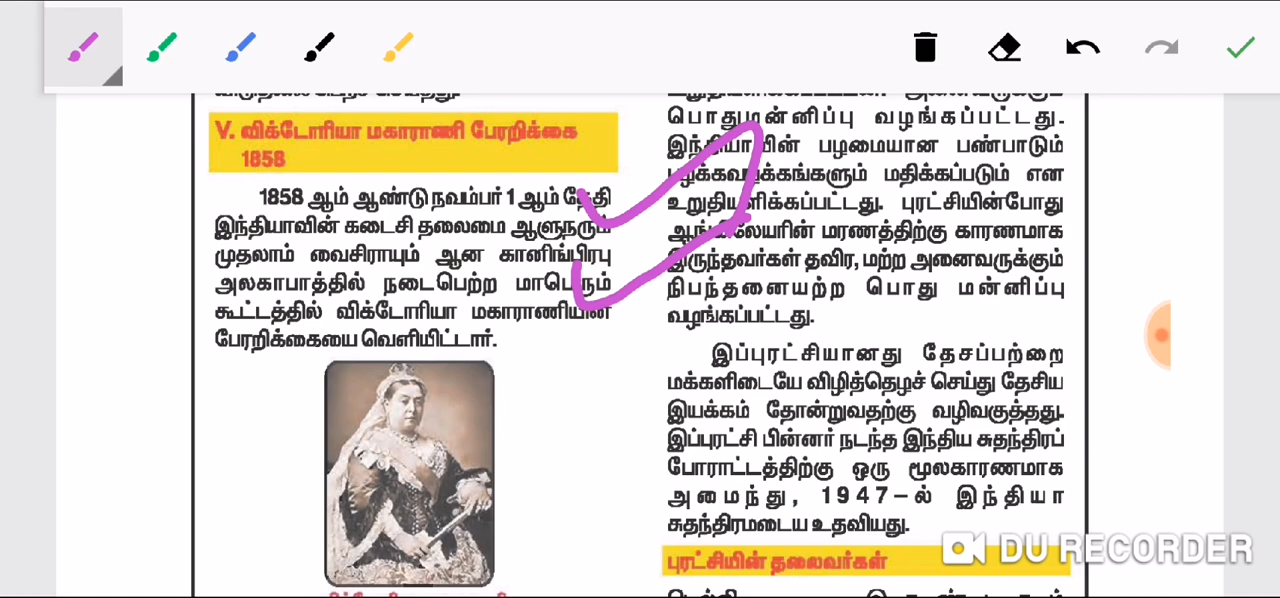 V. விக்டோரியா மகாராணி பேரறிக்கை
1858
1858 ஆம் ஆண்டு நவம்பர் 1 ஆம் தேதி
இந்தியாவின் கடைசி தலைமை ஆளுநரும்
முதலாம் வைசிராயும் ஆன கானிங்பிரபு
அலகாபாத்தில் நடைபெற்ற மாபெரும்
கூட்டத்தில் விக்டோரியா மகாராணியின்
பேரறிக்கையை வெளியிட்டார்.
பொதுமன்னிப்பு வழங்கப்பட்டது.
இந்தியாவின் பழமையான பண்பாடும்
பழக்கவழக்கங்களும் மதிக்கப்படும் என
உறுதியளிக்கப்பட்டது. புரட்சியின்போது
ஆங்கிலேயரின் மரணத்திற்கு காரணமாக
இருந்தவர்கள் தவிர, மற்ற அனைவருக்கும்
நிபந்தனையற்ற பொது மன்னிப்பு
வழங்கப்பட்டது.
இப்புரட்சியானது தேசப்பற்றை
மக்களிடையே விழித்தெழச் செய்து தேசிய
இயக்கம் தோன்றுவதற்கு வழிவகுத்தது.
இப்புரட்சி பின்னர் நடந்த இந்திய சுதந்திரப்
போராட்டத்திற்கு ஒரு மூலகாரணமாக
அமைந்து, 1947–ல் இந்தியா
சுதந்திரமடைய உதவியது.
புரட்சியின் தலைவர்கள்
DU RECORDER